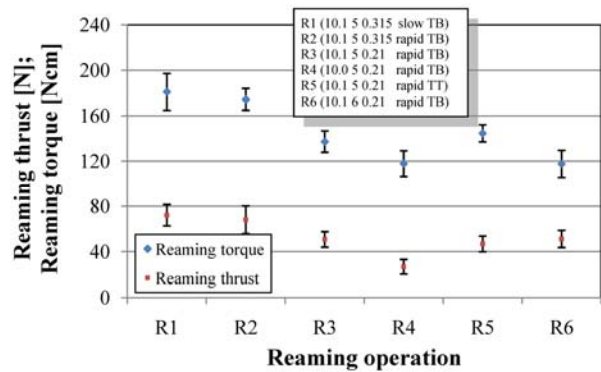 Reaming thrust [N];
Reaming torque [Ncm]
240
200
160
120
80
40
0
R1 (10.1 5 0.315 slow TB)
R2 (10.1 5 0.315 rapid TB)
R3 (10.1 5 0.21 rapid TB)
R4 (10.0 5 0.21 rapid TB)
R5 (10.1 5 0.21 rapid TT)
R6 (10.1 6 0.21 rapid TB)
Reaming torque
Reaming thrust
R1 R2 R3 R4 R5 R6
Reaming operation